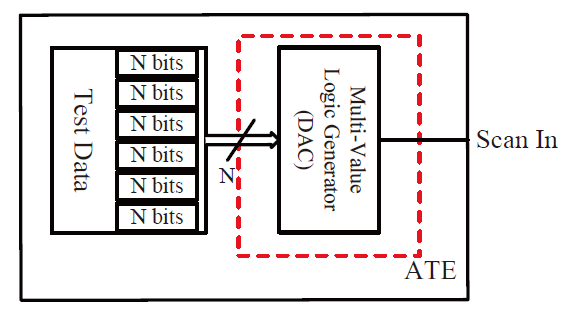 Test Data
N bits
N bits
N bits
N bits
N bits
N bits
N
Multi-Value
Logic Generator
(DAC)
Scan In
ATE